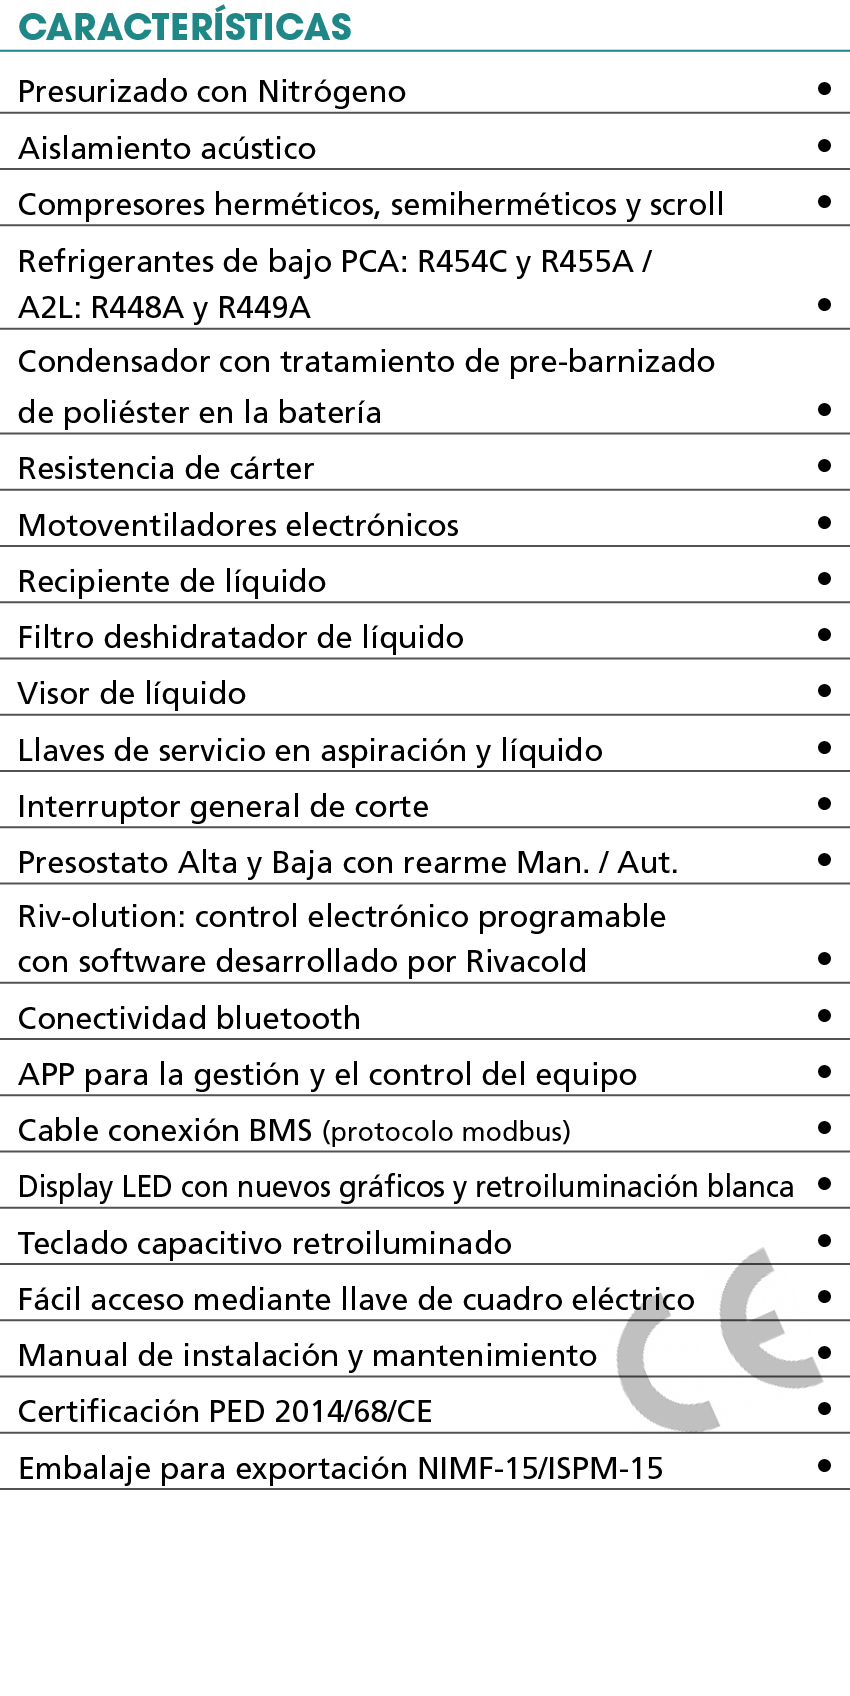 CARACTERÍSTICAS
Presurizado con Nitrógeno •
Aislamiento acústico •
Compresores herméticos, semiherméticos y scroll •
Refrigerantes de bajo PCA: R454C y R455A /
A2L: R448A y R449A •
Condensador con tratamiento de pre-barnizado
de poliéster en la batería •
Resistencia de cárter •
Motoventiladores electrónicos •
Recipiente de líquido •
Filtro deshidratador de líquido •
Visor de líquido •
Llaves de servicio en aspiración y líquido •
Interruptor general de corte •
Presostato Alta y Baja con rearme Man. / Aut. •
Riv-olution: control electrónico programable
con software desarrollado por Rivacold •
Conectividad bluetooth •
APP para la gestión y el control del equipo •
Cable conexión BMS (protocolo modbus) •
Display LED con nuevos gráficos y retroiluminación blanca •
Teclado capacitivo retroiluminado •
Fácil acceso mediante llave de cuadro eléctrico •
Manual de instalación y mantenimiento •
Certificación PED 2014/68/CE •
Embalaje para exportación NIMF-15/ISPM-15 •
CE